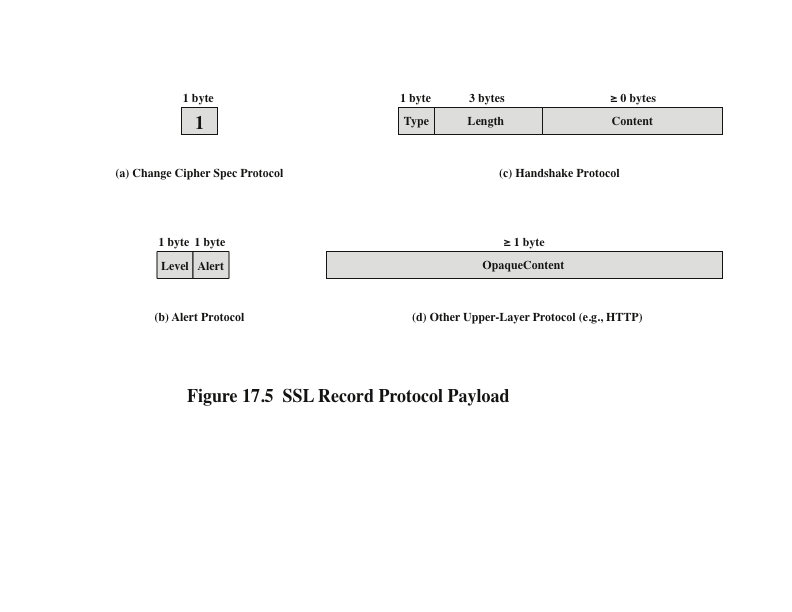 1 byte
1
(a) Change Cipher Spec Protocol
1 byte 3 bytes ≥ 0 bytes
Type Length Content
(c) Handshake Protocol
1 byte 1 byte
Level Alert
(b) Alert Protocol
≥ 1 byte
OpaqueContent
(d) Other Upper-Layer Protocol (e.g., HTTP)
Figure 17.5 SSL Record Protocol Payload